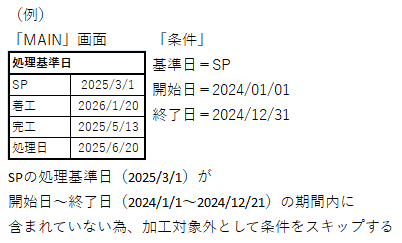 （例）
「MAIN」画面　「条件」
処理基準日　基準日＝SP
SP　2025/3/1　開始日＝2024/01/01
着工　2026/1/20　終了日＝2024/12/31
完工　2025/5/13
処理日　2025/6/20
SPの処理基準日（2025/3/1）が
開始日～終了日（2024/1/1～2024/12/21）の期間内に
含まれていない為、加工対象外として条件をスキップする